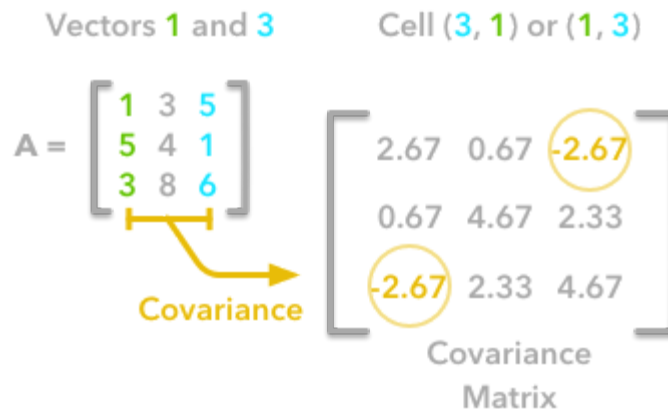 Vectors 1 and 3
Cell (3, 1) or (1, 3)
A =
1 3 5
5 4 1
3 8 6
Covariance
2.67 0.67 -2.67
0.67 4.67 2.33
-2.67 2.33 4.67
Covariance
Matrix